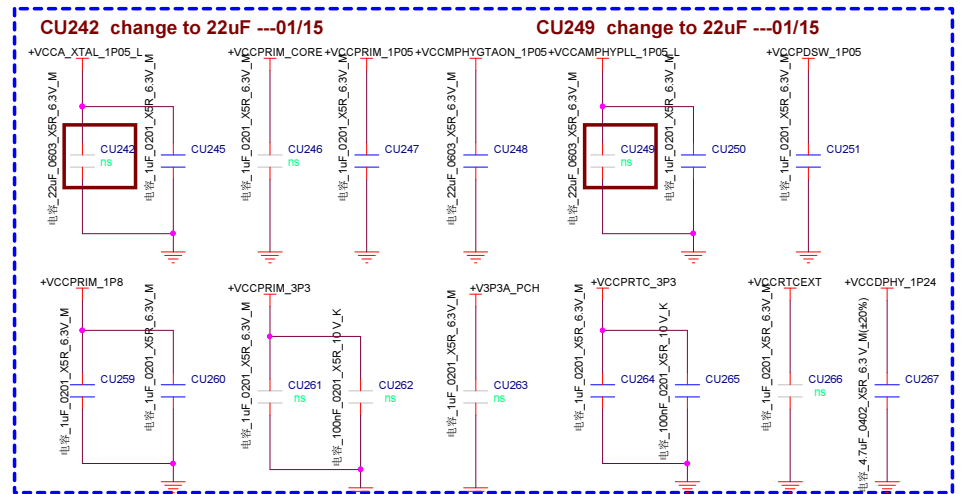 CU242 change to 22uF ---01/15
CU249 change to 22uF ---01/15
+VCCA_XTAL_1P05_L
电容_22uF_0603_X5R_6.3V_M
CU242
ns
电容_1uF_0201_X5R_6.3V_M
CU245
+VCCPRIM_CORE
电容_1uF_0201_X5R_6.3V_M
CU246
ns
+VCCPRIM_1P05
电容_1uF_0201_X5R_6.3V_M
CU247
+VCCMPHYGTAON_1P05
电容_22uF_0603_X5R_6.3V_M
CU248
+VCCAMPHYPLL_1P05_L
电容_22uF_0603_X5R_6.3V_M
CU249
ns
电容_1uF_0201_X5R_6.3V_M
CU250
+VCCPDSW_1P05
电容_1uF_0201_X5R_6.3V_M
CU251
+VCCPRIM_1P8
电容_1uF_0201_X5R_6.3V_M
CU259
电容_1uF_0201_X5R_6.3V_M
CU260
+VCCPRIM_3P3
电容_1uF_0201_X5R_6.3V_M
CU261
ns
电容_100nF_0201_X5R_10 V_K
CU262
ns
+V3P3A_PCH
电容_1uF_0201_X5R_6.3V_M
CU263
ns
+VCCPRTC_3P3
电容_1uF_0201_X5R_6.3V_M
CU264
电容_100nF_0201_X5R_10 V_K
CU265
+VCCRTCEXT
电容_1uF_0201_X5R_6.3V_M
CU266
ns
+VCCDPHY_1P24
电容_4.7uF_0402_X5R_6.3 V_M(±20%)
CU267